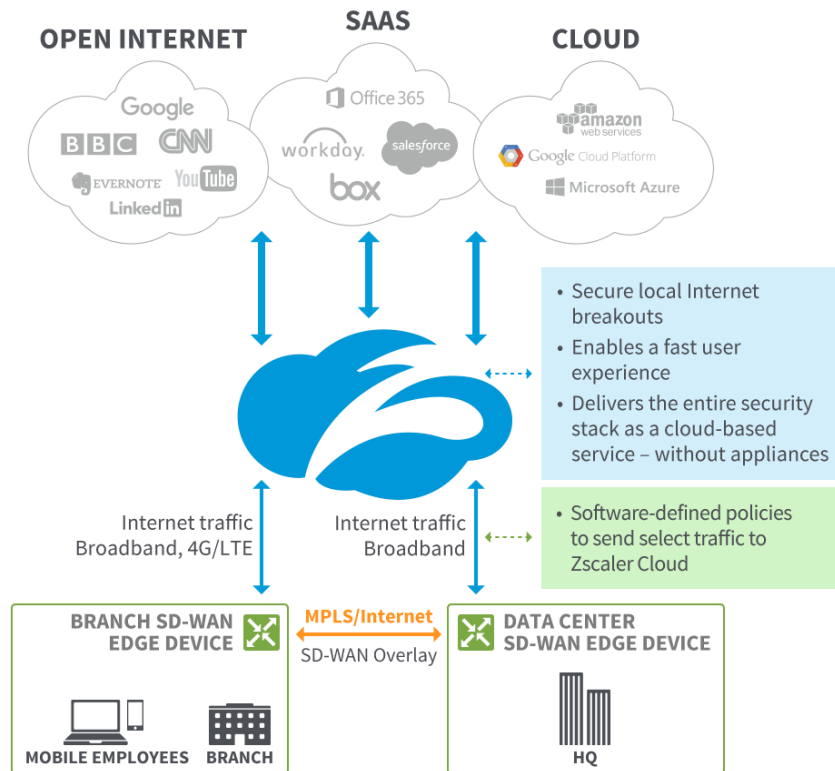 OPEN INTERNET
SAAS
CLOUD
Google
BBC
CNN
EVERNOTE
YouTube
Linked in
Office 365
workday.
salesforce
box
amazon
web services
Google Cloud Platform
Microsoft Azure
• Secure local Internet
breakouts
• Enables a fast user
experience
• Delivers the entire security
stack as a cloud-based
service – without appliances
Internet traffic
Broadband, 4G/LTE
Internet traffic
Broadband
• Software-defined policies
to send select traffic to
Zscaler Cloud
BRANCH SD-WAN
EDGE DEVICE
MPLS/Internet
SD-WAN Overlay
DATA CENTER
SD-WAN EDGE DEVICE
MOBILE EMPLOYEES
BRANCH
HQ